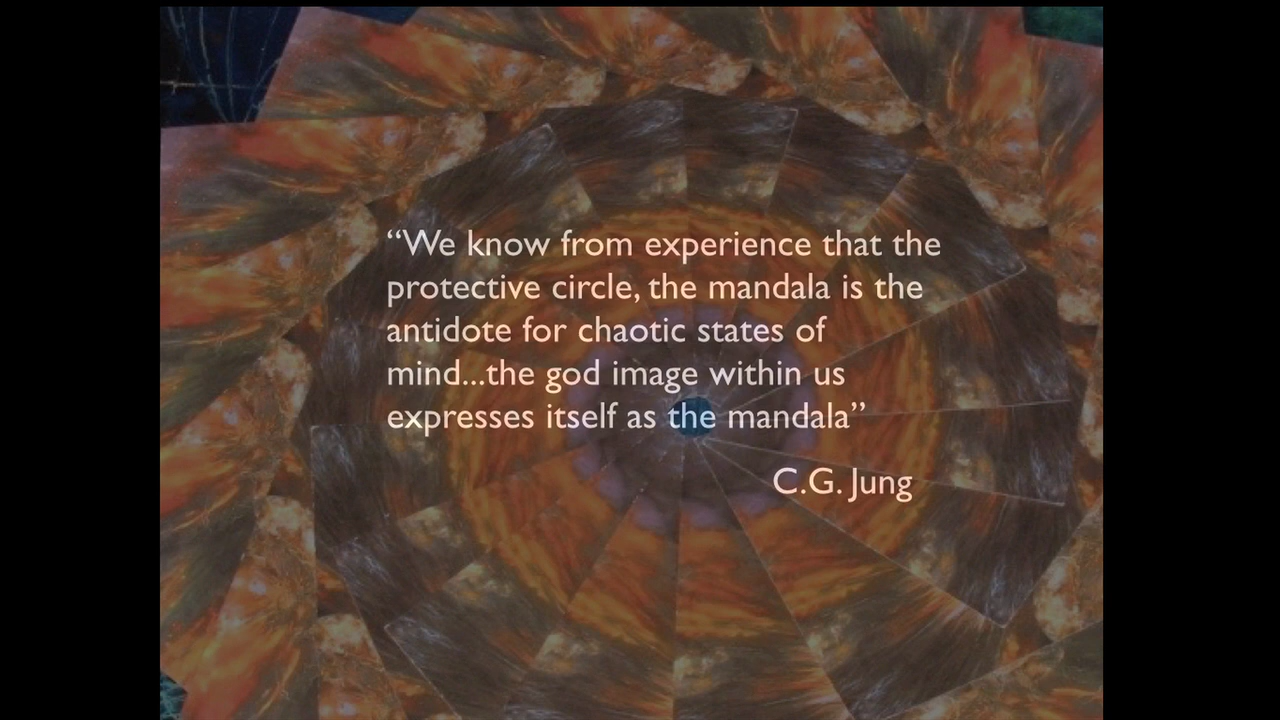 “We know from experience that the
protective circle, the mandala is the
antidote for chaotic states of
mind...the god image within us
expresses itself as the mandala”
C.G. Jung